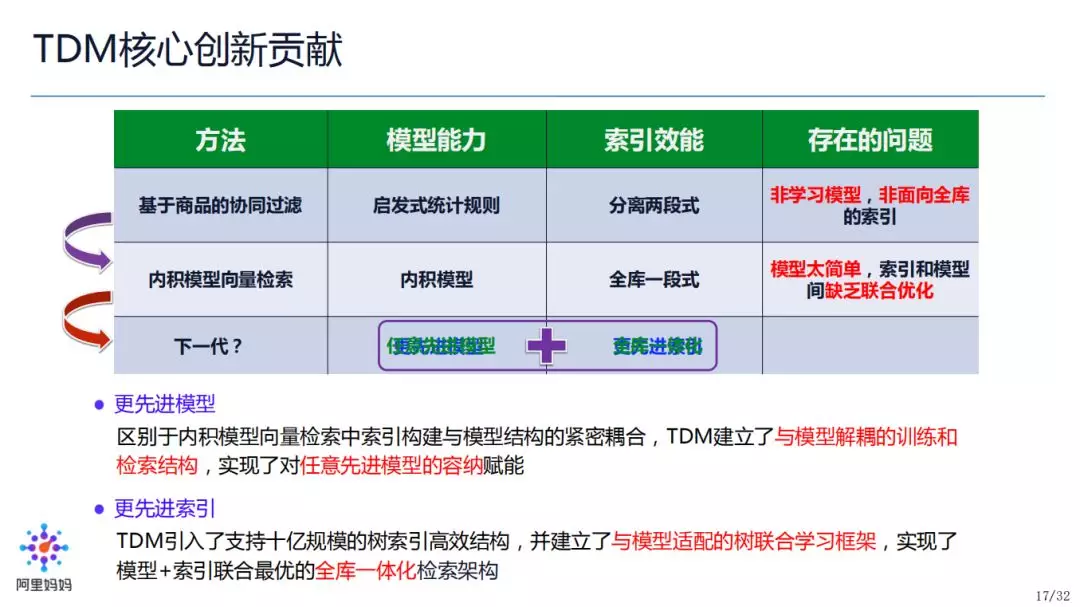 TDM核心创新贡献
方法 模型能力 索引效能 存在的问题
基于商品的协同过滤 启发式统计规则 分离两段式 非学习模型，非面向全库
的索引
内积模型向量检索 内积模型 全库一段式 模型太简单，索引和模型
间缺乏联合优化
下一代？
● 更先进模型
区别于内积模型向量检索中索引构建与模型结构的紧密耦合，TDM建立了与模型解耦的训练和
检索结构，实现了对任意先进模型的容纳赋能
● 更先进索引
TDM引入了支持十亿规模的树索引高效结构，并建立了与模型适配的树联合学习框架，实现了
模型+索引联合最优的全库一体化检索架构
阿里妈妈
17/32